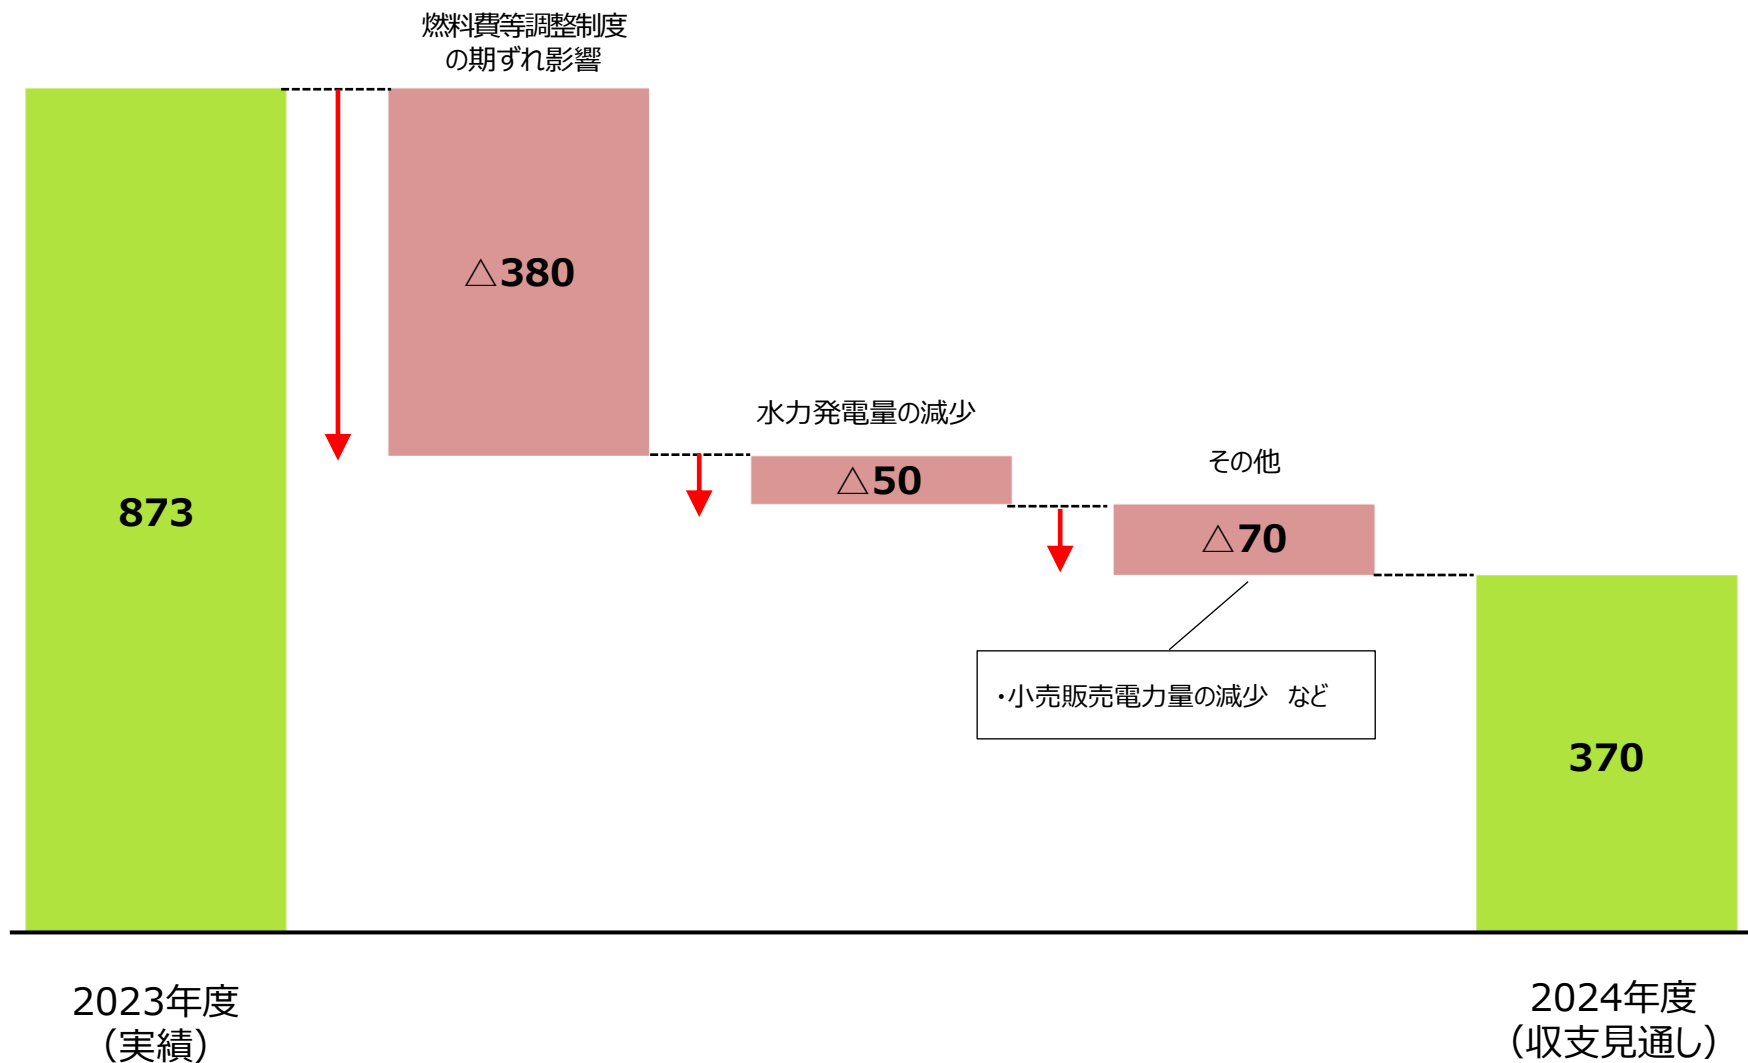 燃料費等調整制度
の期ずれ影響
△380
水力発電量の減少
△50
その他
△70
873
・小売販売電力量の減少　など
370
2023年度
（実績）
2024年度
（収支見通し）